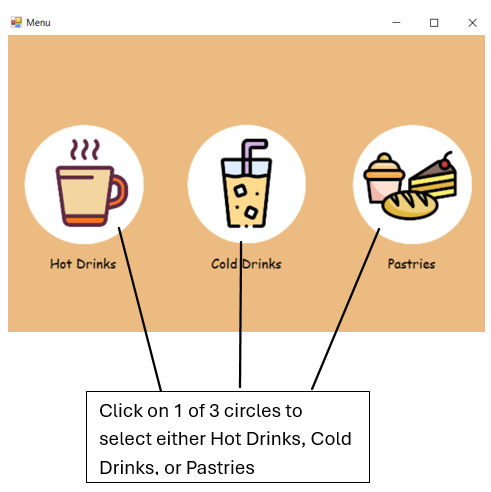 Menu
Hot Drinks
Cold Drinks
Pastries
Click on 1 of 3 circles to
select either Hot Drinks, Cold
Drinks, or Pastries